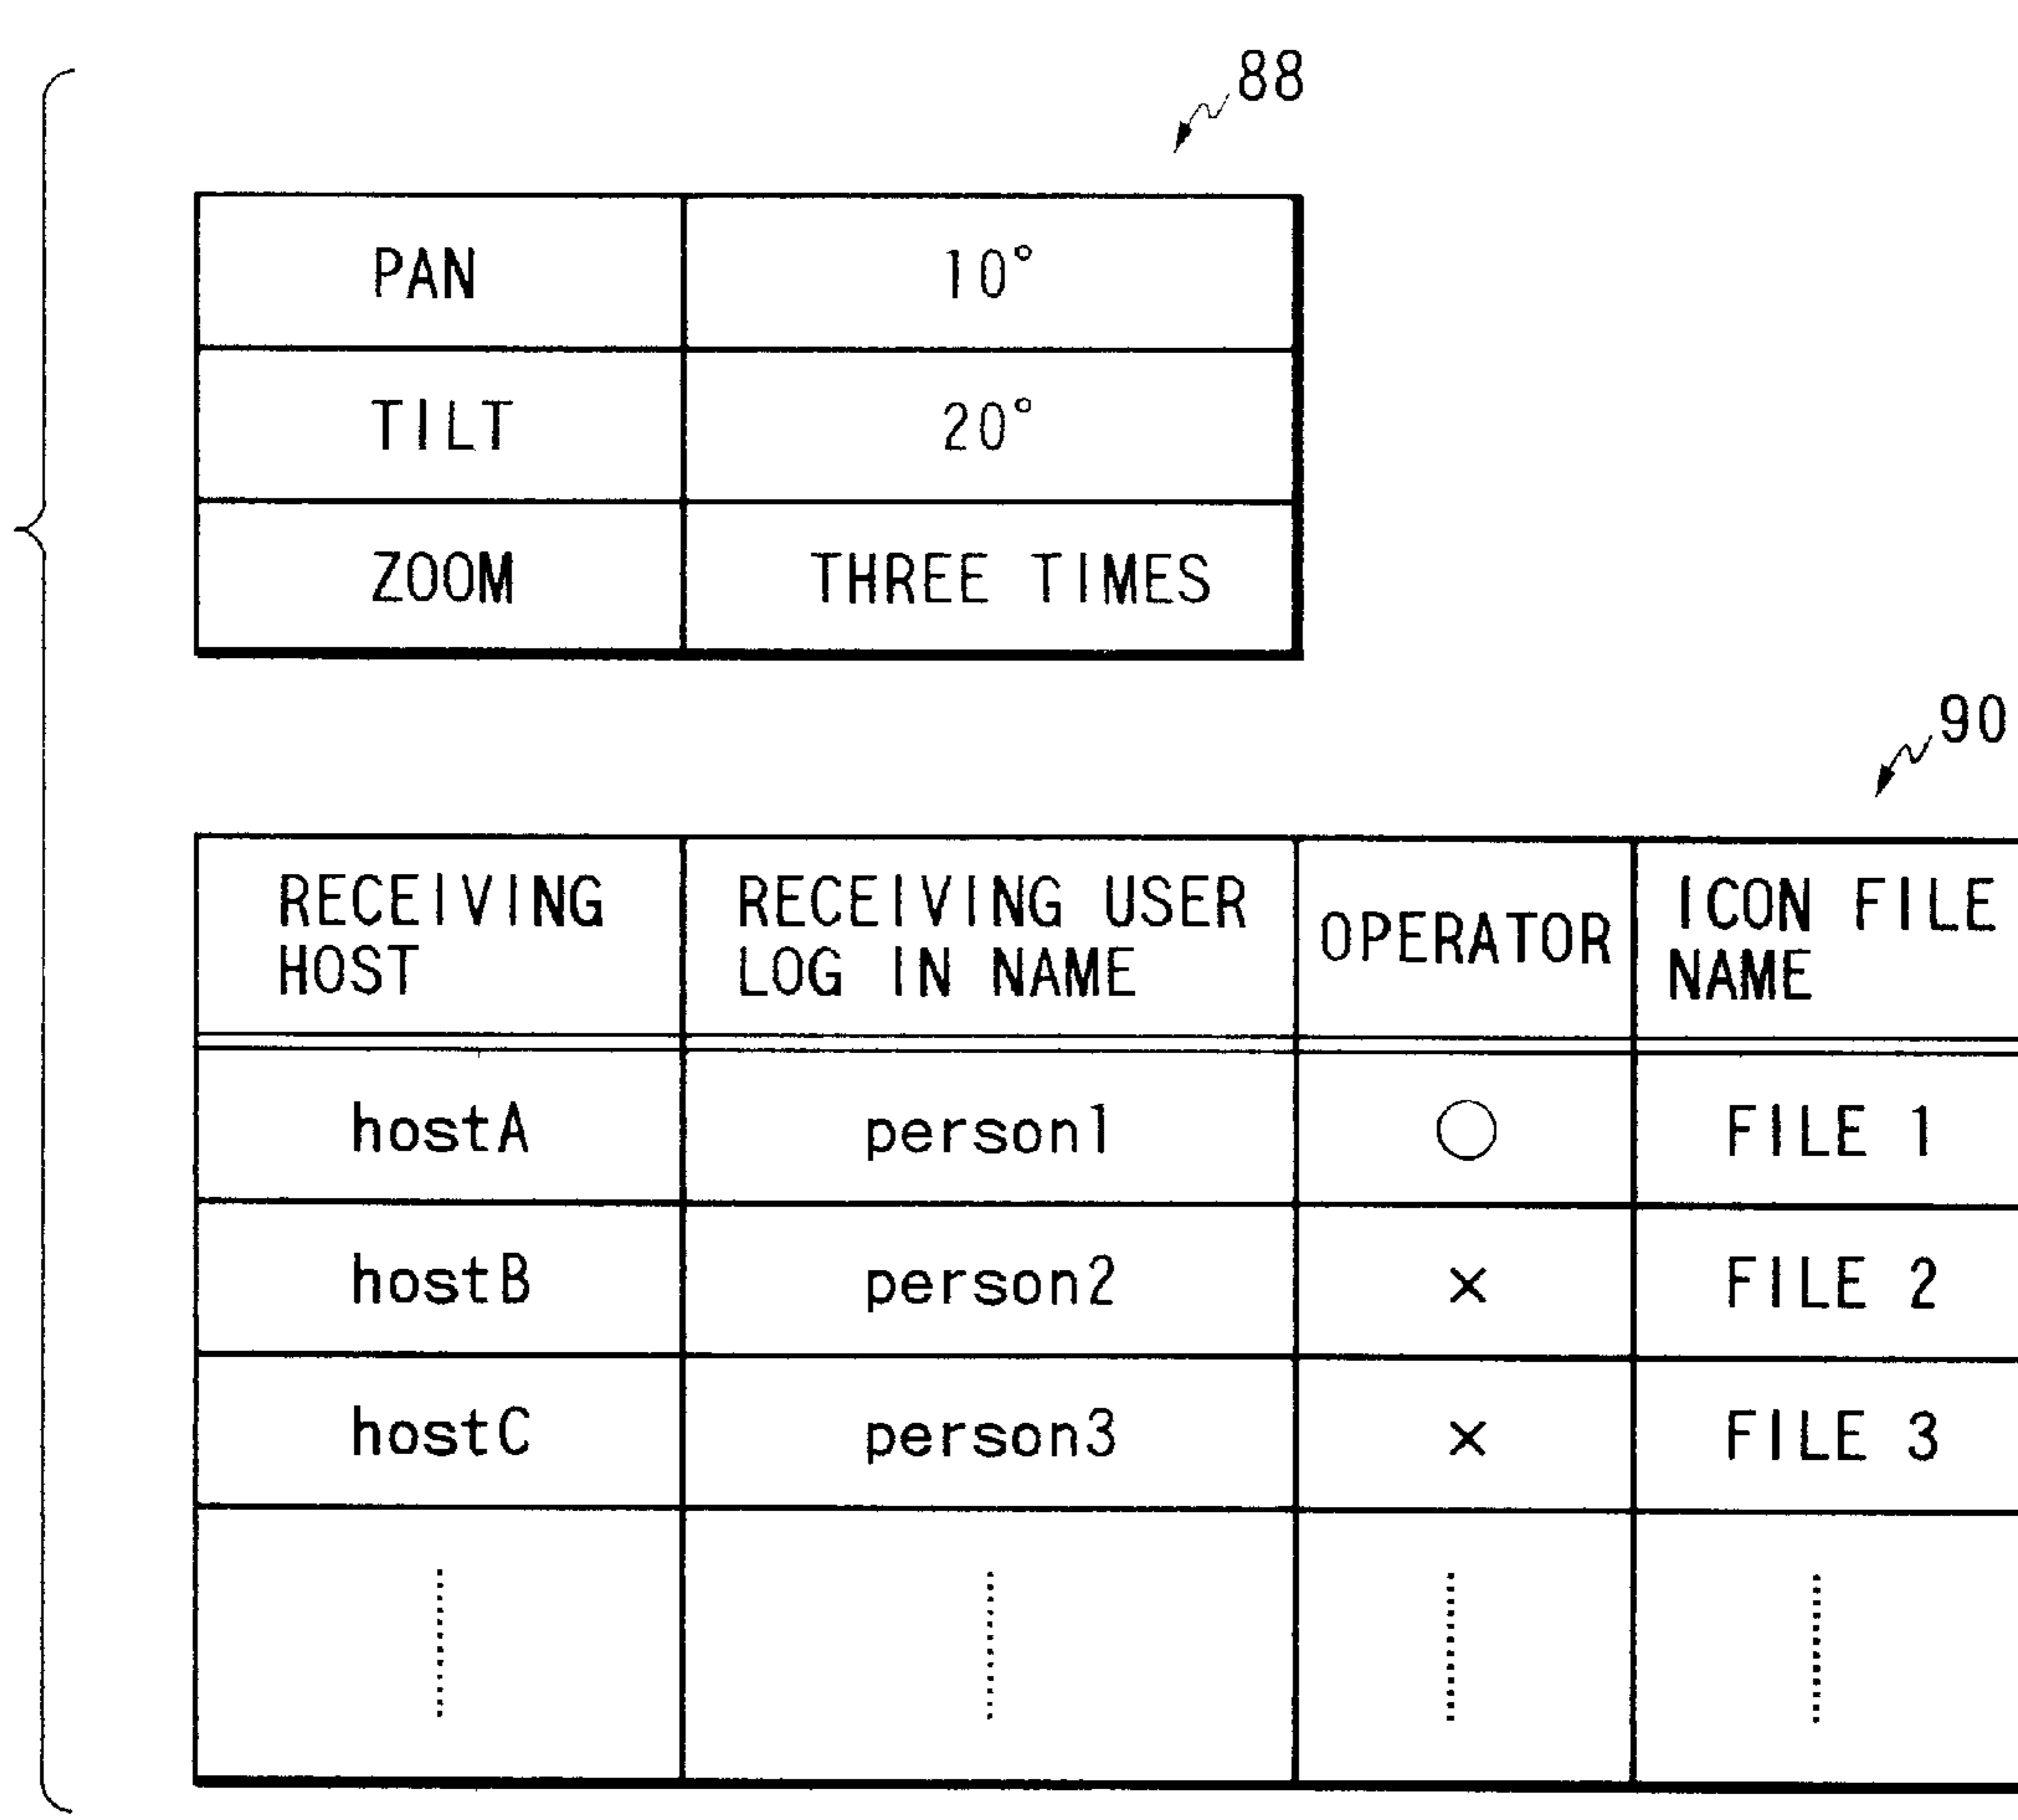 88
PAN 10°
TILT 20°
ZOOM THREE TIMES
90
RECEIVING HOST RECEIVING USER LOG IN NAME OPERATOR ICON FILE NAME
hostA person1 ○ FILE 1
hostB person2 × FILE 2
hostC person3 × FILE 3